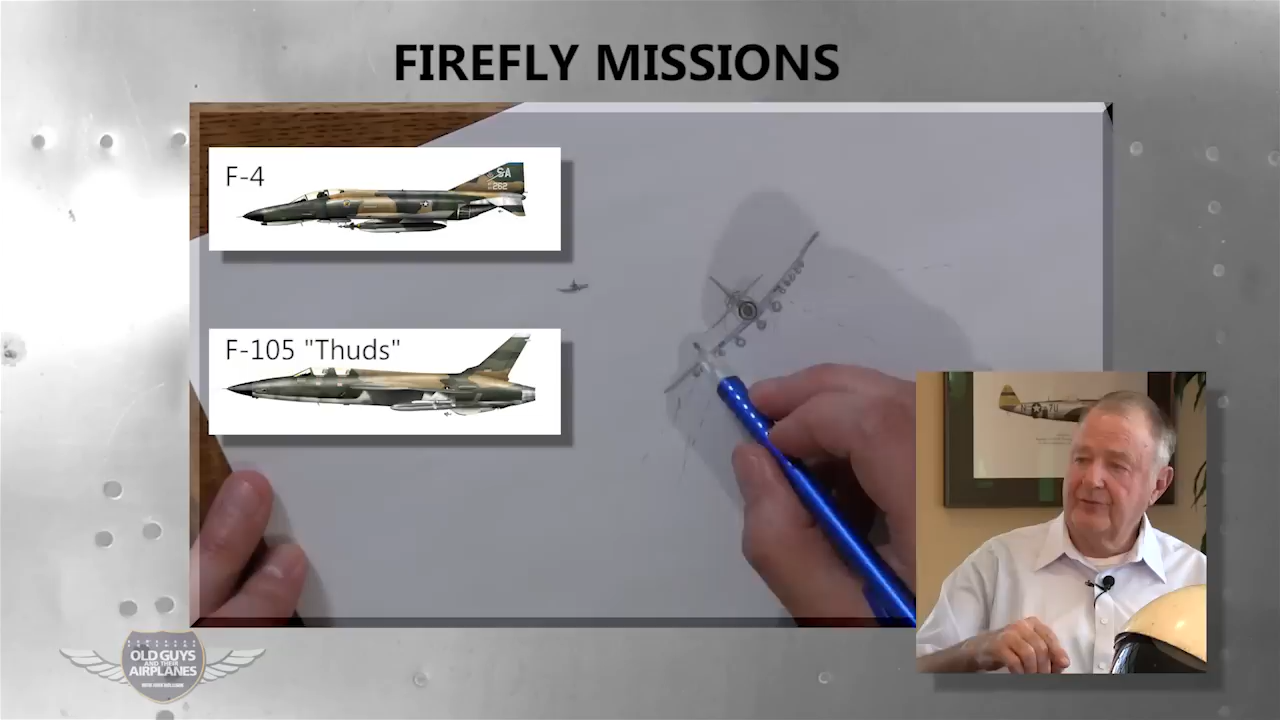 FIREFLY MISSIONS
F-4
SA
262
F-105 "Thuds"
OLD GUYS
AND THEIR
AIRPLANES